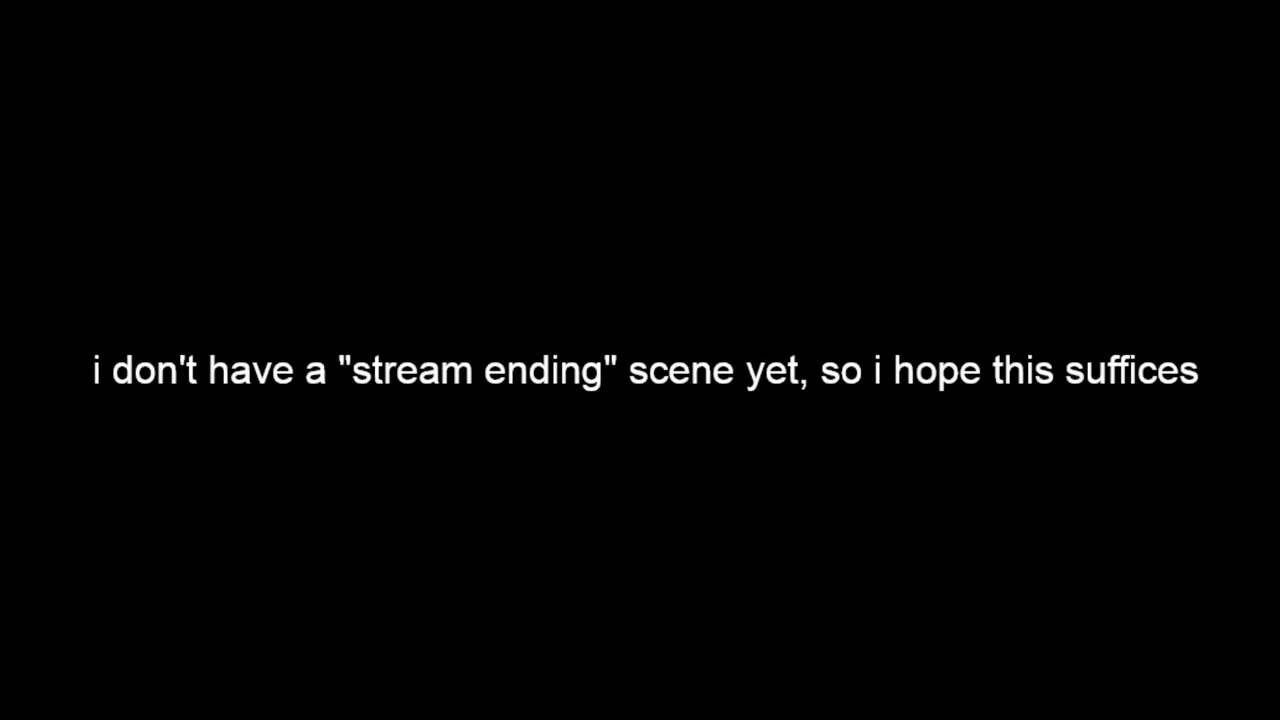 i don't have a "stream ending" scene yet, so i hope this suffices